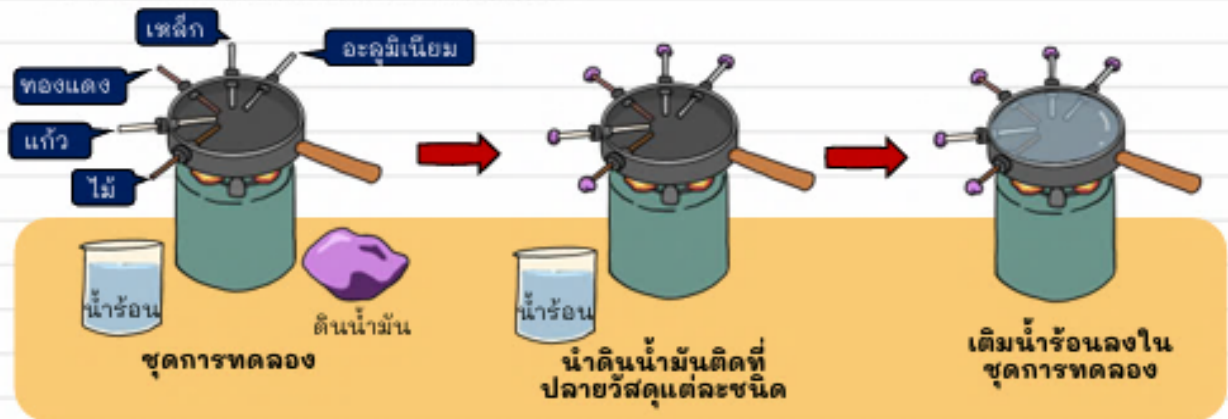 เหล็ก
อะลูมิเนียม
ทองแดง
แก้ว
ไม้
น้ำร้อน
ดินน้ำมัน
ชุดการทดลอง
น้ำร้อน
นำดินน้ำมันติดที่
ปลายวัสดุแต่ละชนิด
เติมน้ำร้อนลงใน
ชุดการทดลอง